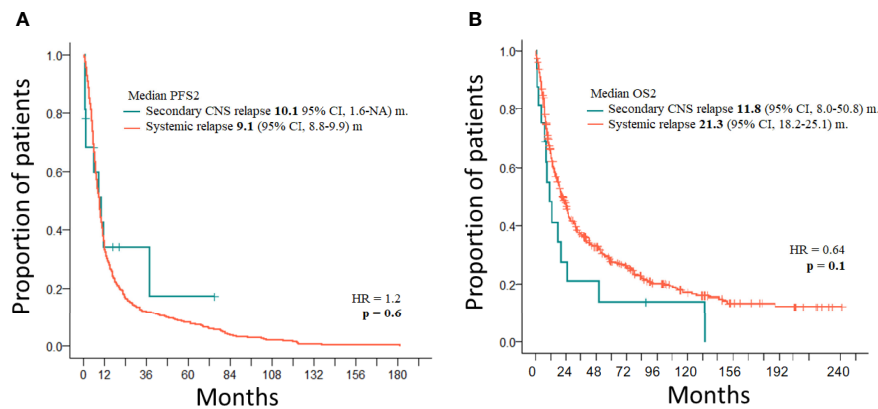 A
Proportion of patients
1.0
0.8
0.6
0.4
0.2
0.0
Median PFS2
Secondary CNS relapse 10.1 95% CI, 1.6-NA) m.
Systemic relapse 9.1 (95% CI, 8.8-9.9) m
HR = 1.2
p = 0.6
0 12 36 60 84 108 132 156 180
Months
B
Proportion of patients
1.0
0.8
0.6
0.4
0.2
0.0
Median OS2
Secondary CNS relapse 11.8 (95% CI, 8.0-50.8) m.
Systemic relapse 21.3 (95% CI, 18.2-25.1) m.
HR = 0.64
p = 0.1
0 24 48 72 96 120 156 192 240
Months